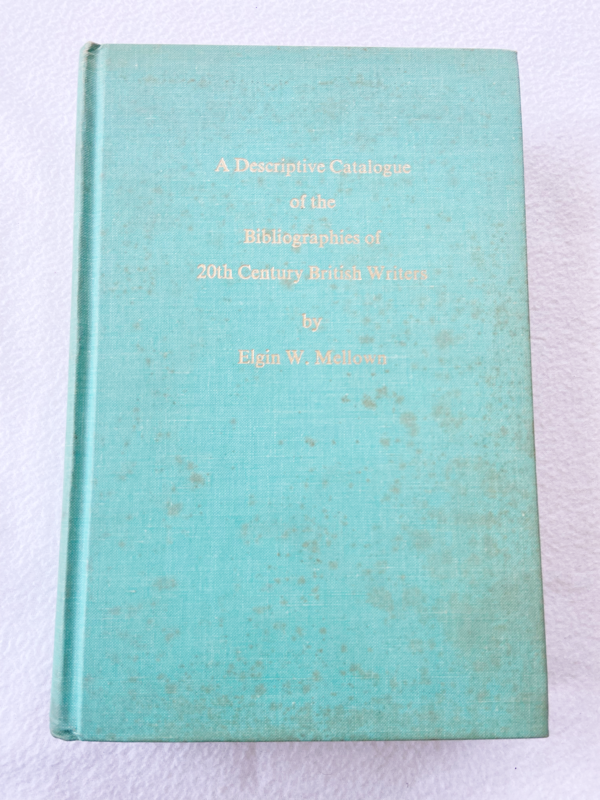 A Descriptive Catalogue
of the
Bibliographies of
20th Century British Writers
by
Elgin W. Mellown